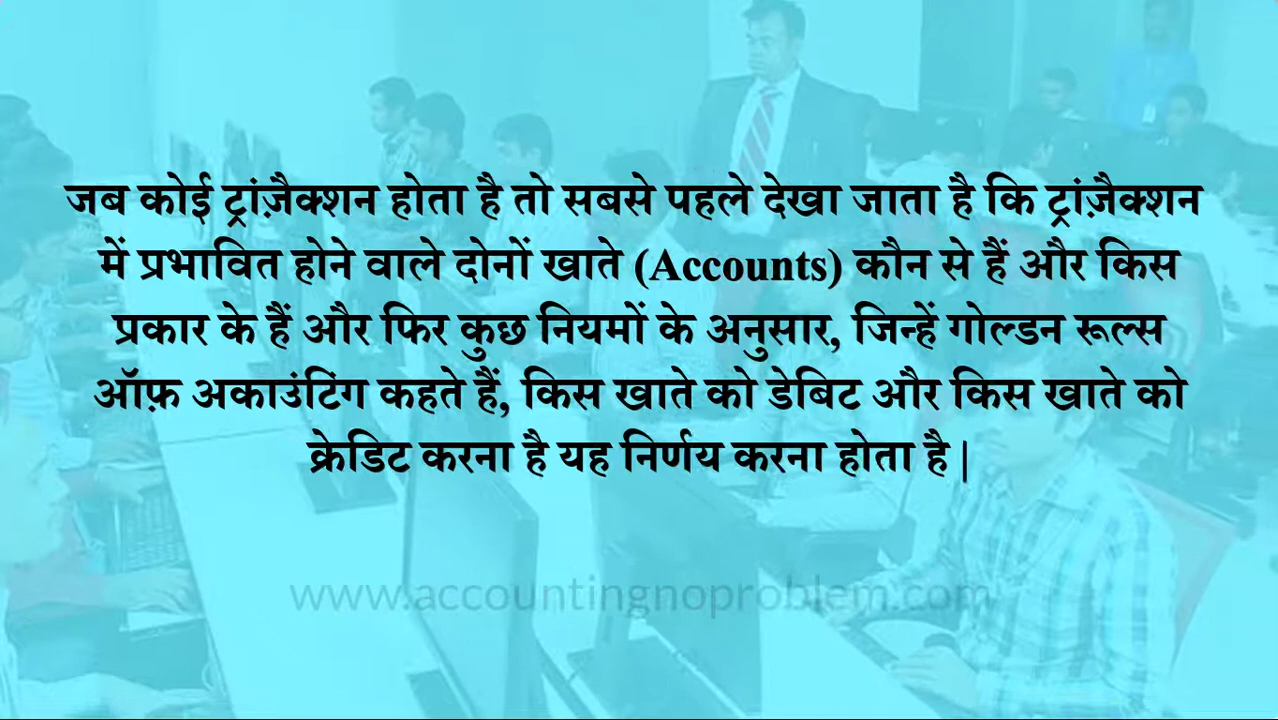 जब कोई ट्रांज़ैक्शन होता है तो सबसे पहले देखा जाता है कि ट्रांज़ैक्शन
में प्रभावित होने वाले दोनों खाते (Accounts) कौन से हैं और किस
प्रकार के हैं और फिर कुछ नियमों के अनुसार, जिन्हें गोल्डन रूल्स
ऑफ़ अकाउंटिंग कहते हैं, किस खाते को डेबिट और किस खाते को
क्रेडिट करना है यह निर्णय करना होता है |
www.accountingnoproblem.com